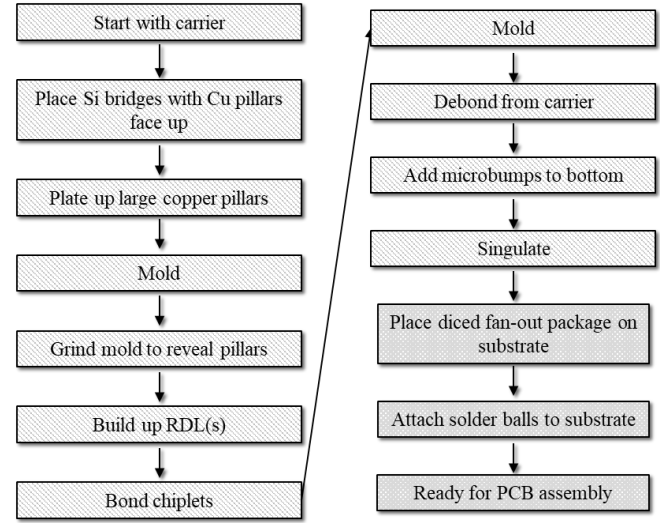 Start with carrier
Place Si bridges with Cu pillars
face up
Plate up large copper pillars
Mold
Grind mold to reveal pillars
Build up RDL(s)
Bond chiplets
Mold
Debond from carrier
Add microbumps to bottom
Singulate
Place diced fan-out package on
substrate
Attach solder balls to substrate
Ready for PCB assembly